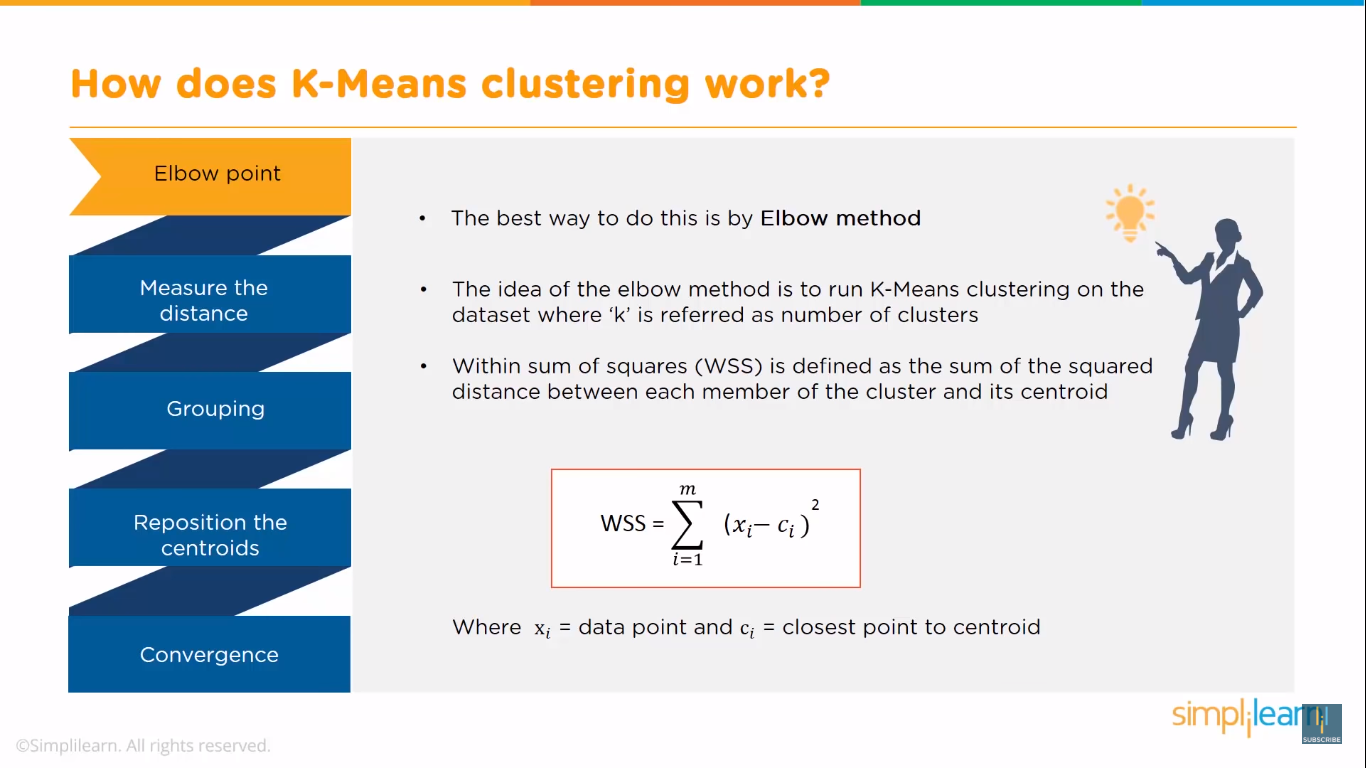 How does K-Means clustering work?
Elbow point
Measure the
distance
Grouping
Reposition the
centroids
Convergence
• The best way to do this is by Elbow method
• The idea of the elbow method is to run K-Means clustering on the
dataset where ‘k’ is referred as number of clusters
• Within sum of squares (WSS) is defined as the sum of the squared
distance between each member of the cluster and its centroid
WSS = ∑_{i=1}^{m} (x_i − c_i)^2
Where x_i = data point and c_i = closest point to centroid
simplilearn
SUBSCRIBE
©Simplilearn. All rights reserved.